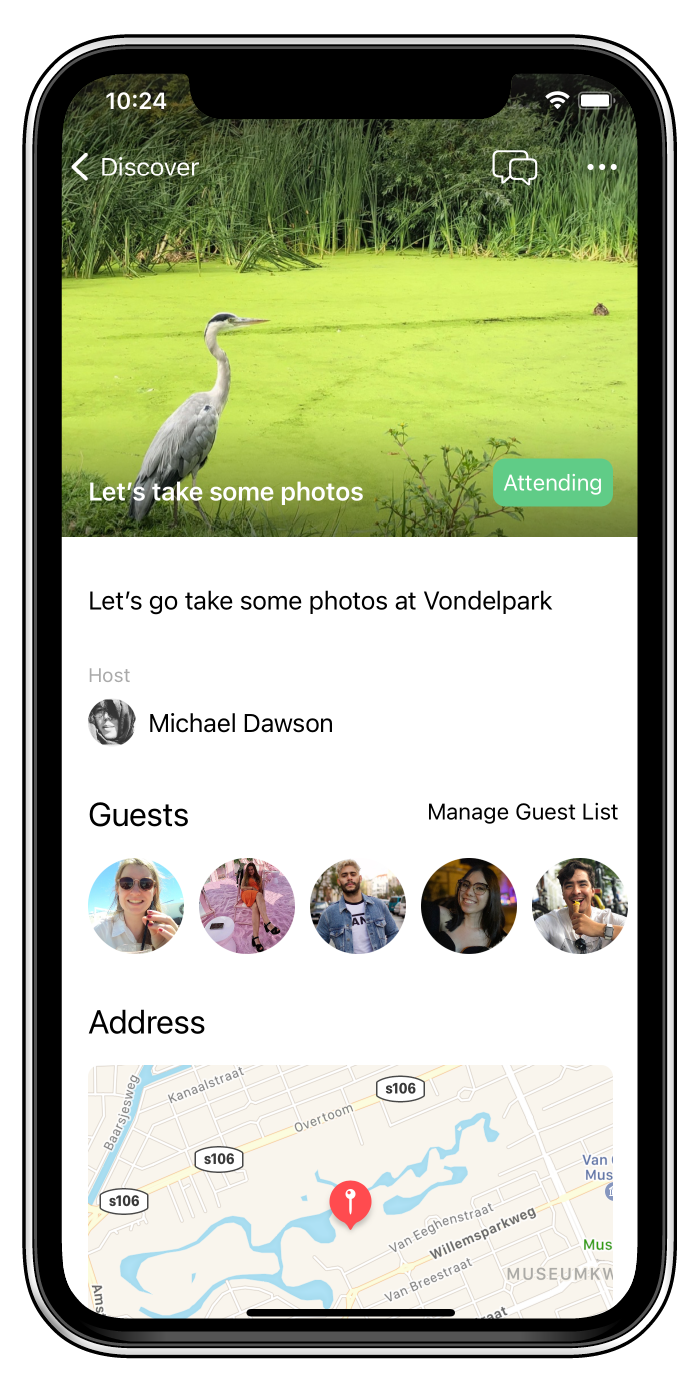 10:24
Discover
Let's take some photos
Attending
Let's go take some photos at Vondelpark
Host
Michael Dawson
Guests
Manage Guest List
Address
Baarsjesweg
Kanaalstraat
s106
Overtoom
s106
s106
Van
Mus
Van Eeghenstraat
Willemsparkweg
Mus
Van Breestraat
MUSEUMKW
Ams
raat